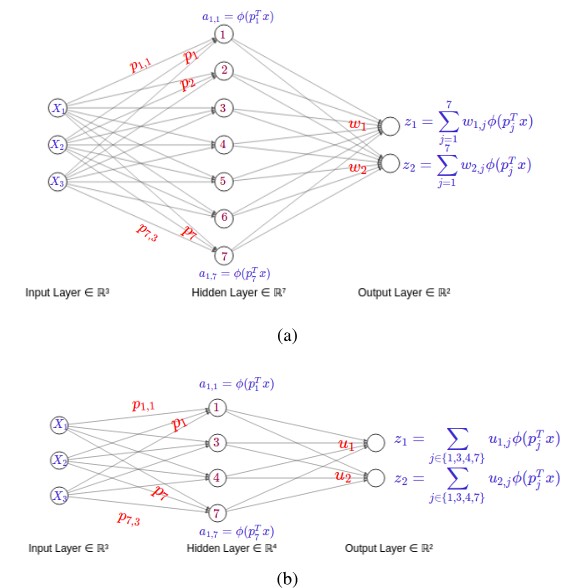 a_{1,1} = ϕ(p_1^T x)
1
p_{1,1}
p_1
2
p_2
X_1
3
w_1
z_1 = \sum_{j=1}^{7} w_{1,j}ϕ(p_j^T x)
X_2
4
w_2
z_2 = \sum_{j=1}^{7} w_{2,j}ϕ(p_j^T x)
X_3
5
6
p_{7,3}
p_7
7
a_{1,7} = ϕ(p_7^T x)
Input Layer ∈ ℝ³ Hidden Layer ∈ ℝ⁷ Output Layer ∈ ℝ²
(a)
a_{1,1} = ϕ(p_1^T x)
p_{1,1}
1
p_1
X_1
3
u_1
z_1 = \sum_{j∈\{1,3,4,7\}} u_{1,j}ϕ(p_j^T x)
X_2
4
u_2
z_2 = \sum_{j∈\{1,3,4,7\}} u_{2,j}ϕ(p_j^T x)
X_3
p_7
7
p_{7,3}
a_{1,7} = ϕ(p_7^T x)
Input Layer ∈ ℝ³ Hidden Layer ∈ ℝ⁴ Output Layer ∈ ℝ²
(b)